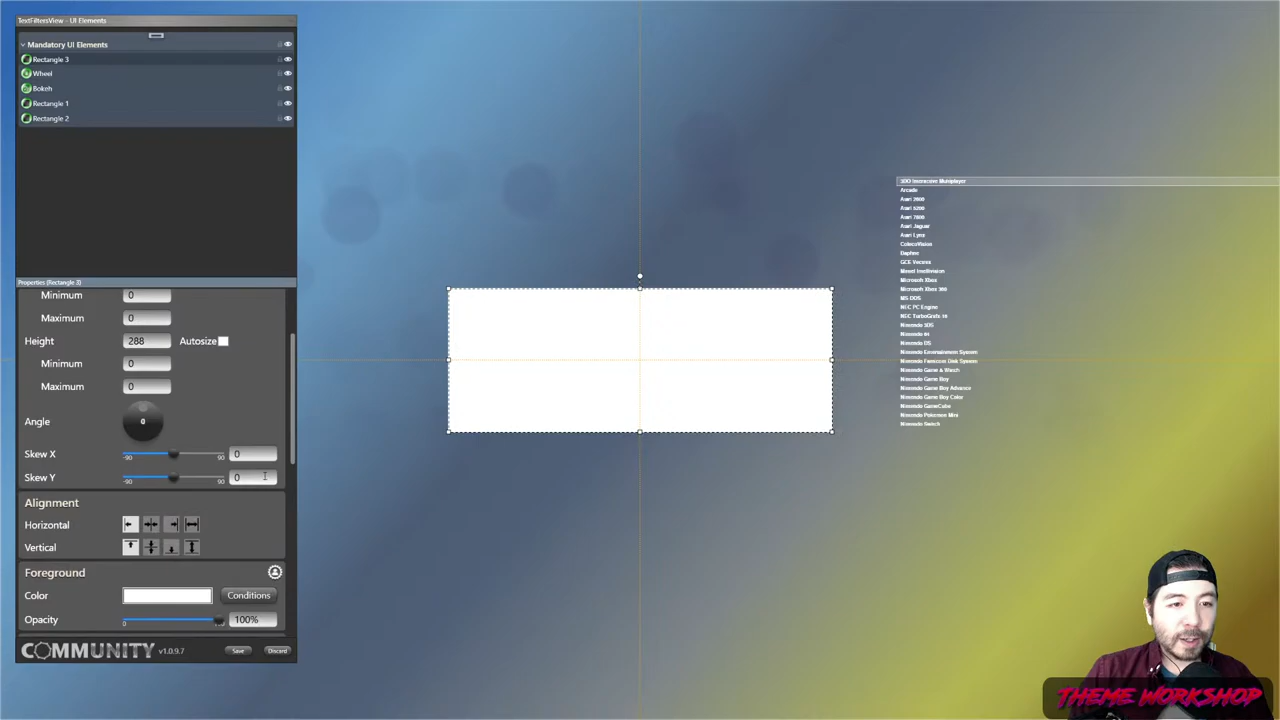 TextFiltersView - UI Elements
Mandatory UI Elements
Rectangle 3
Wheel
Bokeh
Rectangle 1
Rectangle 2
Properties (Rectangle 3)
Minimum 0
Maximum 0
Height 288 Autosize
Minimum 0
Maximum 0
Angle 0
Skew X -90 90 0
Skew Y -90 90 0
Alignment
Horizontal
Vertical
Foreground
Color Conditions
Opacity 0 100%
COMMUNITY v1.0.9.7 Save Discard
3DO Interactive Multiplayer
Arcade
Atari 2600
Atari 5200
Atari 7800
Atari Jaguar
Atari Lynx
ColecoVision
Daphne
GCE Vectrex
Mattel Intellivision
Microsoft Xbox
Microsoft Xbox 360
MS-DOS
NEC PC Engine
NEC TurboGrafx-16
Nintendo 3DS
Nintendo 64
Nintendo DS
Nintendo Entertainment System
Nintendo Famicom Disk System
Nintendo Game & Watch
Nintendo Game Boy
Nintendo Game Boy Advance
Nintendo Game Boy Color
Nintendo GameCube
Nintendo Pokemon Mini
Nintendo Switch
THEME WORKSHOP